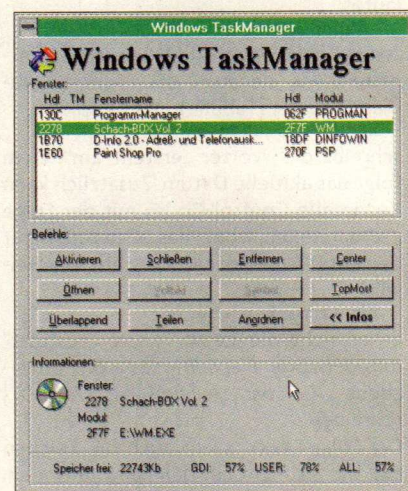 Windows TaskManager
Windows TaskManager
Fenster:
Hdl TM Fenstername Hdl Modul
130C Programm-Manager 062F PROGMAN
2278 Schach-BOX Vol. 2 2F7F WM
1B70 D-Info 2.0 - Adreß- und Telefonausk.... 18DF DINFOWIN
1E60 Paint Shop Pro 270F PSP
Befehle:
Aktivieren Schließen Entfernen Center
Öffnen Vollbild Symbol TopMost
Überlappend Teilen Anordnen << Infos
Informationen:
Fenster:
2278 Schach-BOX Vol. 2
Modul:
2F7F E:\WM.EXE
Speicher frei: 22743Kb GDI: 57% USER: 78% ALL: 57%